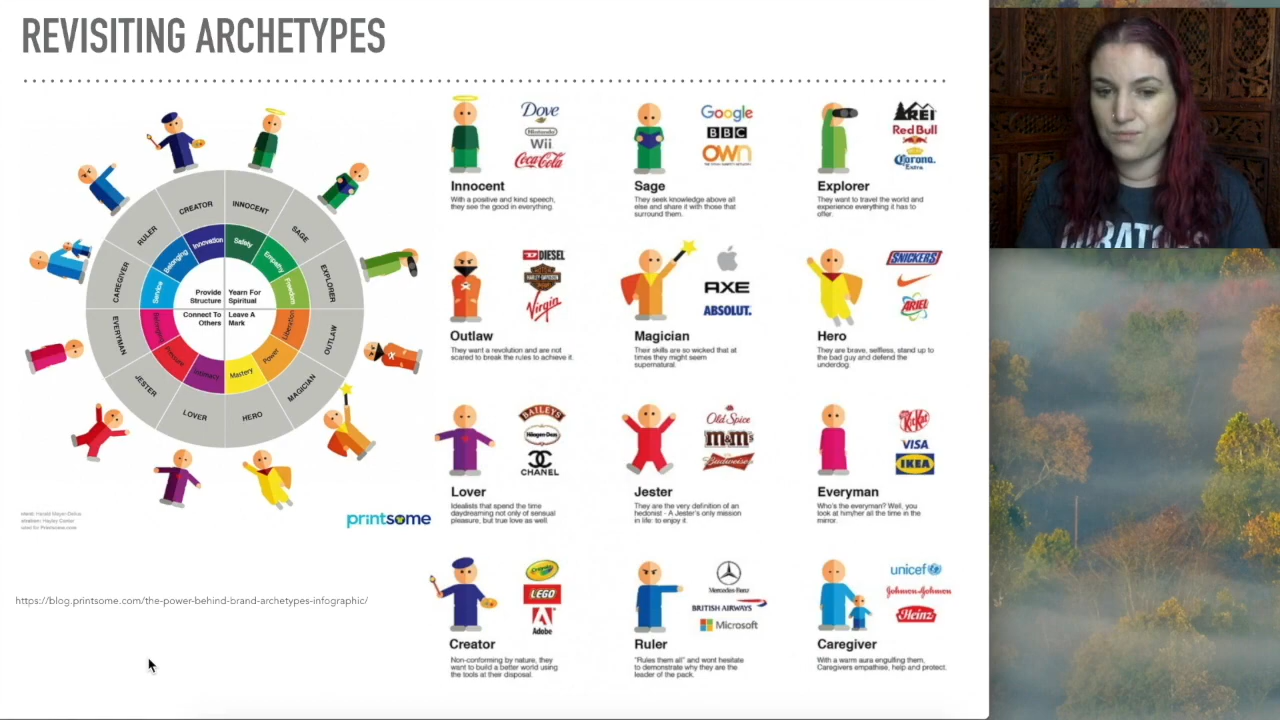 REVISITING ARCHETYPES
CREATOR
INNOCENT
RULER
SAGE
CAREGIVER
EXPLORER
EVERYMAN
OUTLAW
JESTER
MAGICIAN
LOVER
HERO
Innovation
Safety
Belonging
Empathy
Service
Freedom
Belonging
Liberation
Pleasure
Power
Intimacy
Mastery
Provide
Structure
Yearn For
Spiritual
Connect To
Others
Leave A
Mark
printsome
https://blog.printsome.com/the-power-behind-brand-archetypes-infographic/
Dove
Nintendo
Wii
Coca-Cola
Innocent
With a positive and kind speech,
they see the good in everything.
Google
BBC
OWN
Sage
They seek knowledge above all
else and share it with those that
surround them.
REI
Red Bull
Corona
Extra
Explorer
They want to travel the world and
experience everything it has to
offer.
DIESEL
HARLEY-DAVIDSON
Virgin
Outlaw
They want a revolution and are not
scared to break the rules to achieve it.
AXE
ABSOLUT.
Magician
Their skills are so wicked that at
times they might seem
supernatural.
SNICKERS
ARIEL
Hero
They are brave, selfless, stand up to
the bad guy and defend the
underdog.
BAILEYS
Häagen-Dazs
CHANEL
Lover
Idealists that spend the time
daydreaming not only of sensual
pleasure, but true love as well
Old Spice
m&m's
Budweiser
Jester
They are the very definition of an
hedonist - A Jester's only mission
in life: to enjoy it.
KitKat
VISA
IKEA
Everyman
Who's the everyman? Well, you
look at him/her all the time in the
mirror.
Crayola
LEGO
Adobe
Creator
Non-conforming by nature, they
want to build a better world using
the tools at their disposal.
Mercedes-Benz
BRITISH AIRWAYS
Microsoft
Ruler
"Rules them all" and wont hesitate
to demonstrate why they are the
leader of the pack.
unicef
Johnson & Johnson
Heinz
Caregiver
With a warm aura engulfing them,
Caregivers empathise, help and protect.